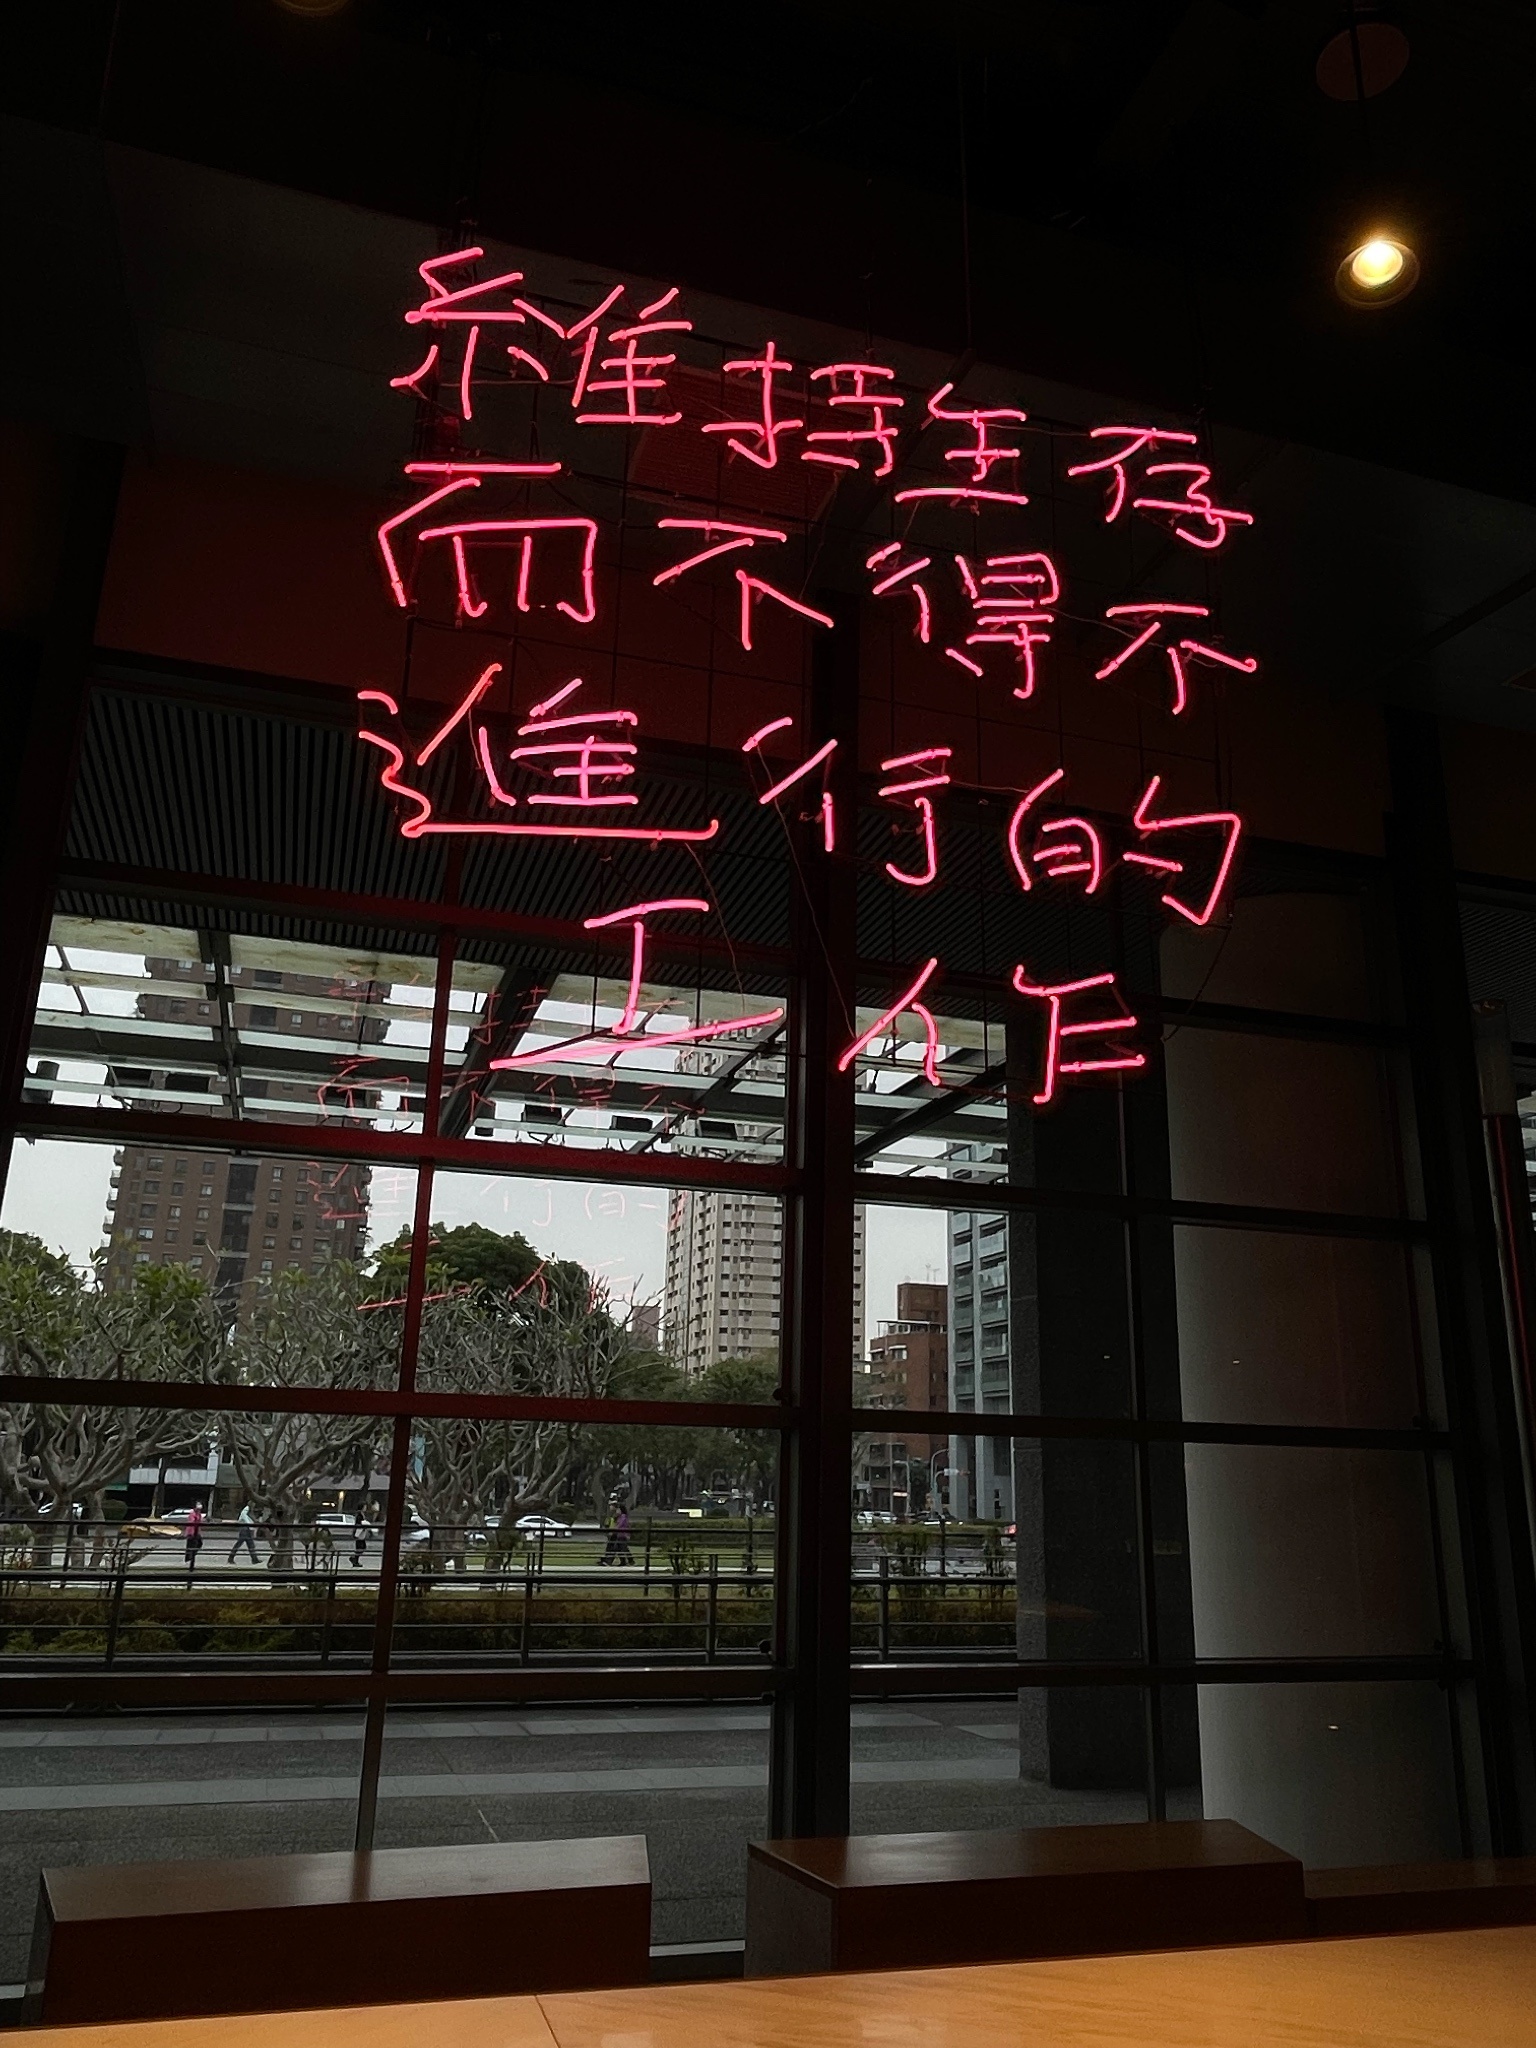 維持生存
而不得不
進行的
工作